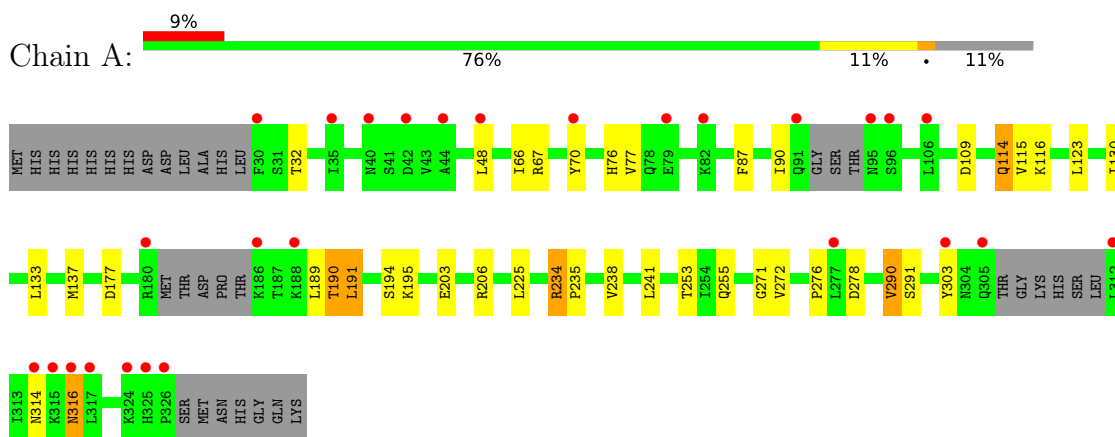 9%
Chain A:
76% 11% • 11%
MET HIS HIS HIS HIS HIS HIS ASP ASP LEU ALA HIS LEU F30 S31 T32 I35 N40 S41 D42 V43 A44 L48 I66 R67 Y70 H76 V77 Q78 E79 K82 F87 I90 Q91 GLY SER THR N95 S96 L106 D109 Q114 V115 K116 L123 I130
L133 M137 D177 R180 MET THR ASP PRO THR K186 T187 K188 L189 T190 L191 S194 K195 E203 R206 L225 R234 P235 V238 L241 T253 I254 Q255 G271 V272 P276 L277 D278 V290 S291 Y303 N304 Q305 THR GLY LYS HIS SER LEU L312
I313 N314 K315 N316 L317 K324 H325 P326 SER MET ASN HIS GLY GLN LYS